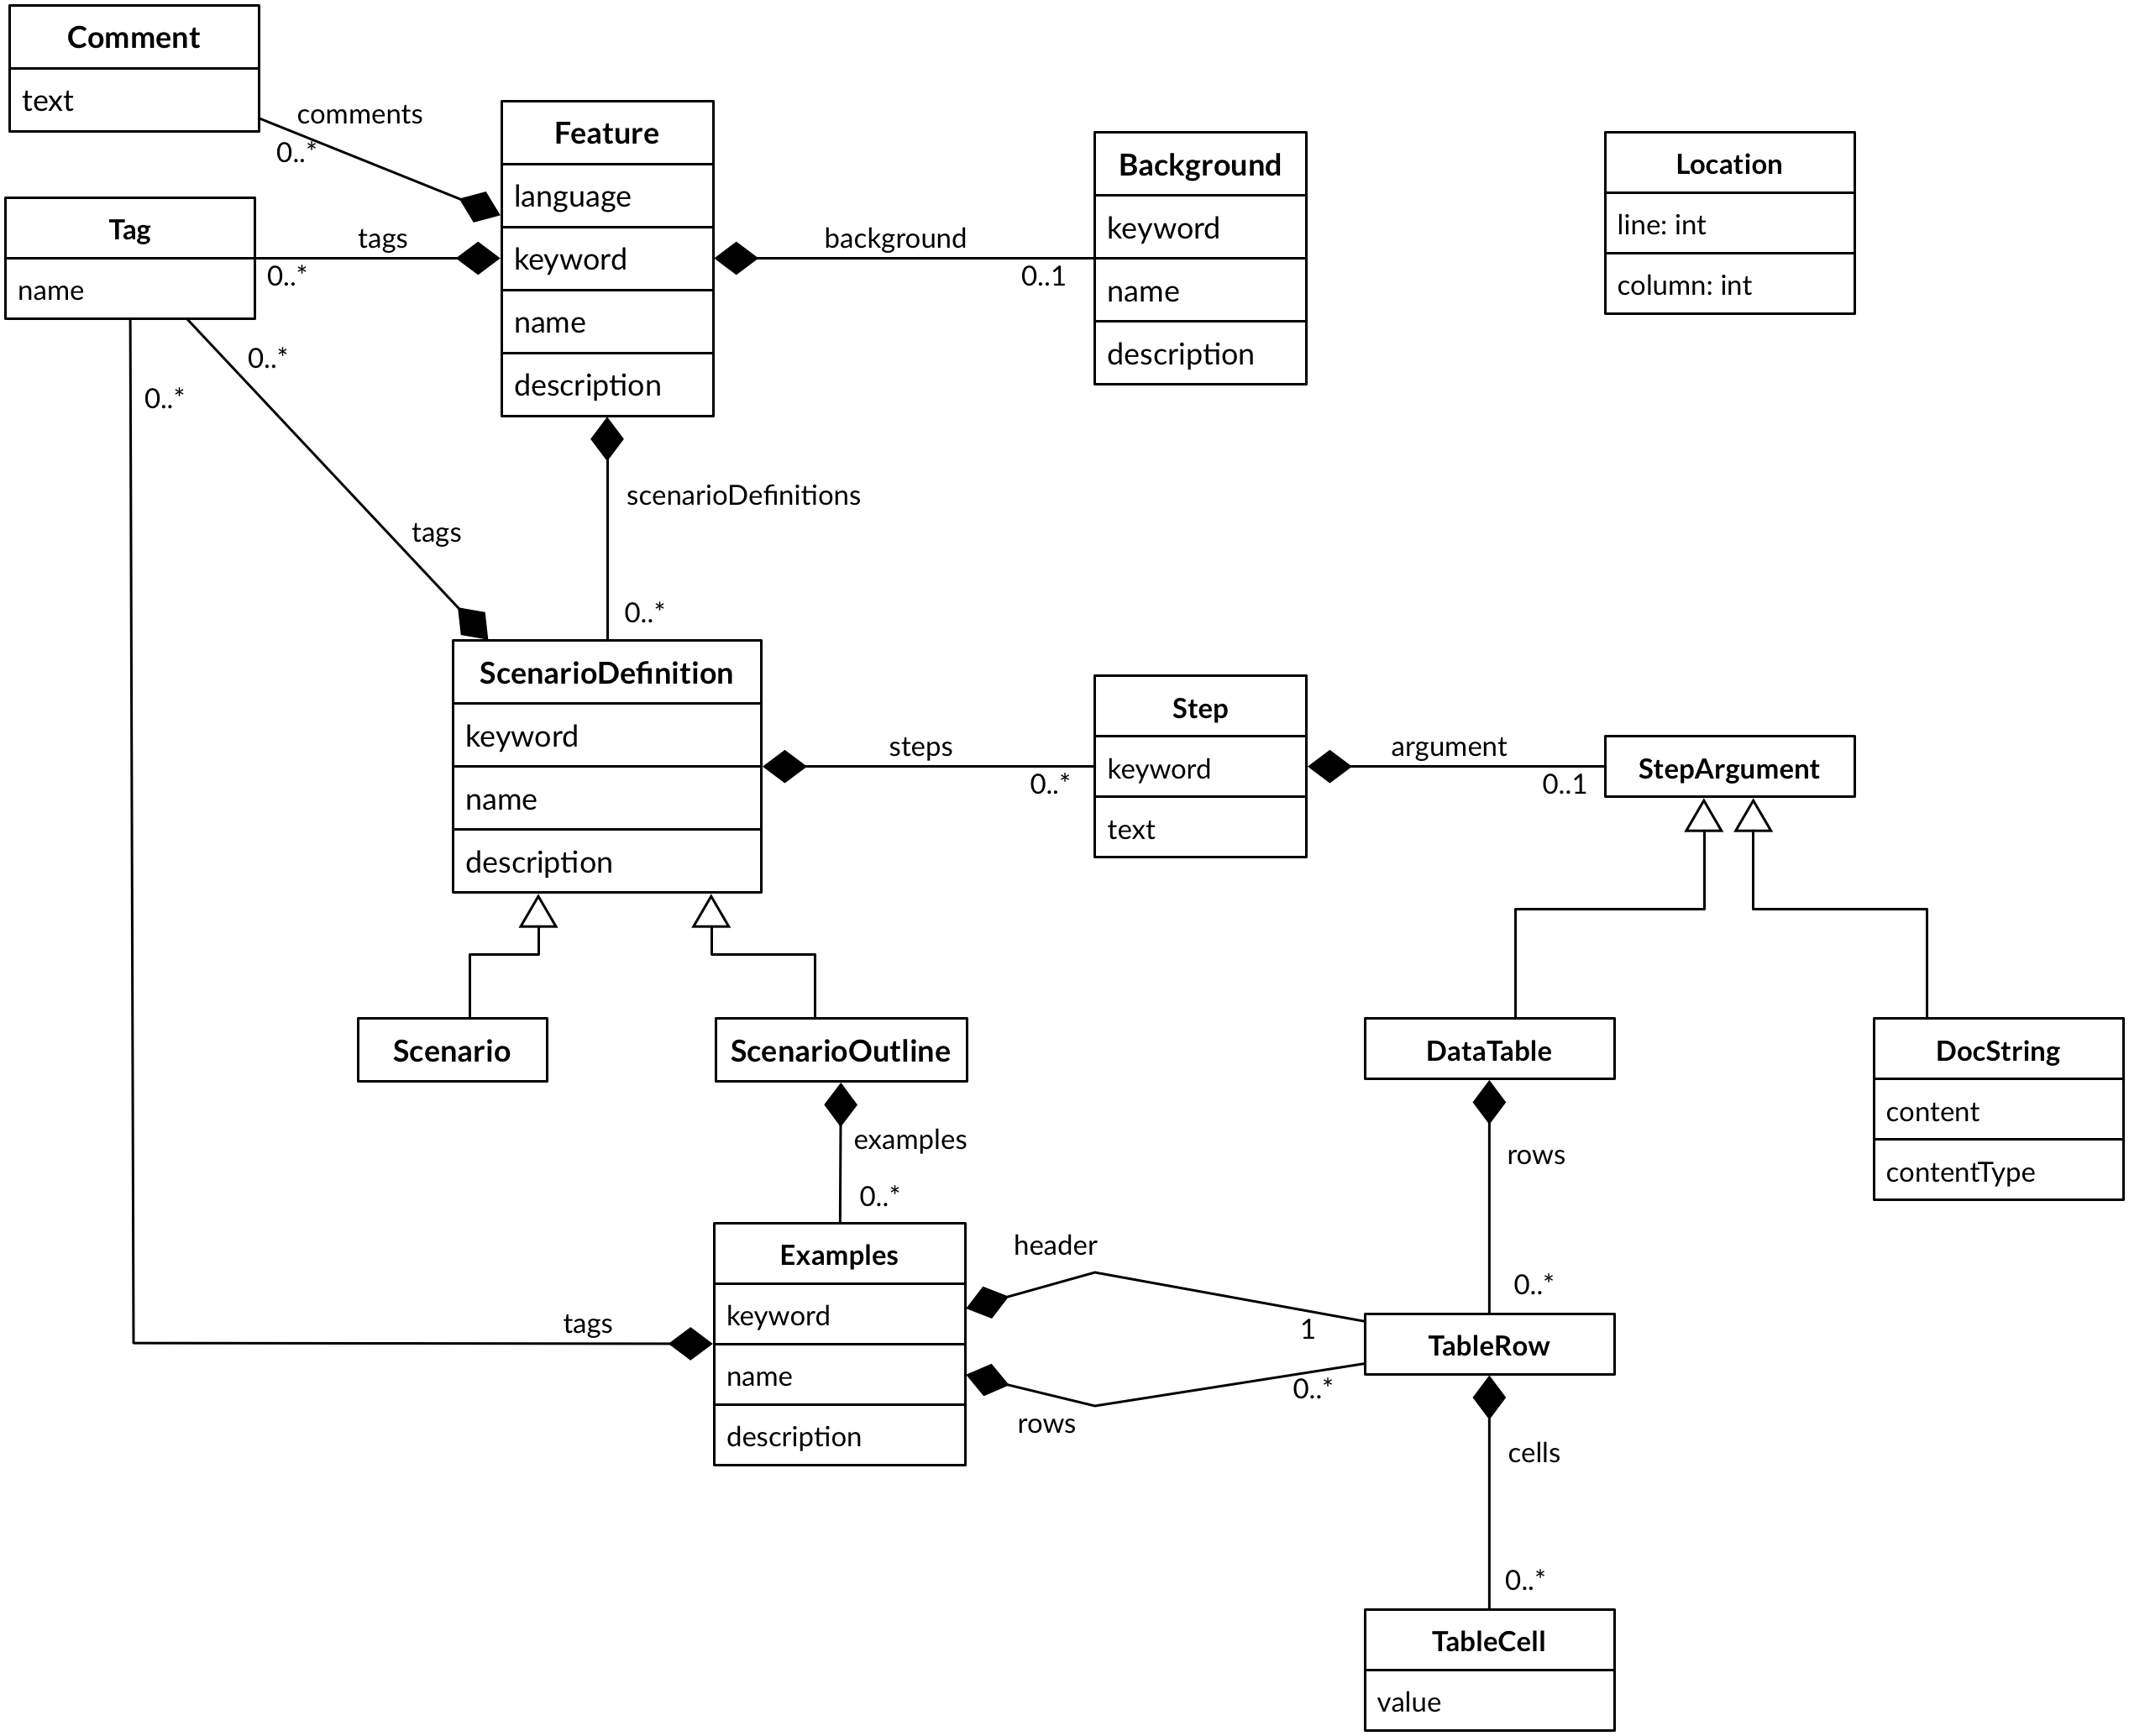 Comment
text
comments
0..*
Tag
name
tags
0..*
Feature
language
keyword
name
description
background
0..1
Background
keyword
name
description
Location
line: int
column: int
0..*
0..*
tags
scenarioDefinitions
0..*
ScenarioDefinition
keyword
name
description
steps
0..*
Step
keyword
text
argument
0..1
StepArgument
Scenario
ScenarioOutline
DataTable
DocString
content
contentType
examples
0..*
rows
0..*
Examples
keyword
name
description
tags
header
1
rows
0..*
TableRow
cells
0..*
TableCell
value